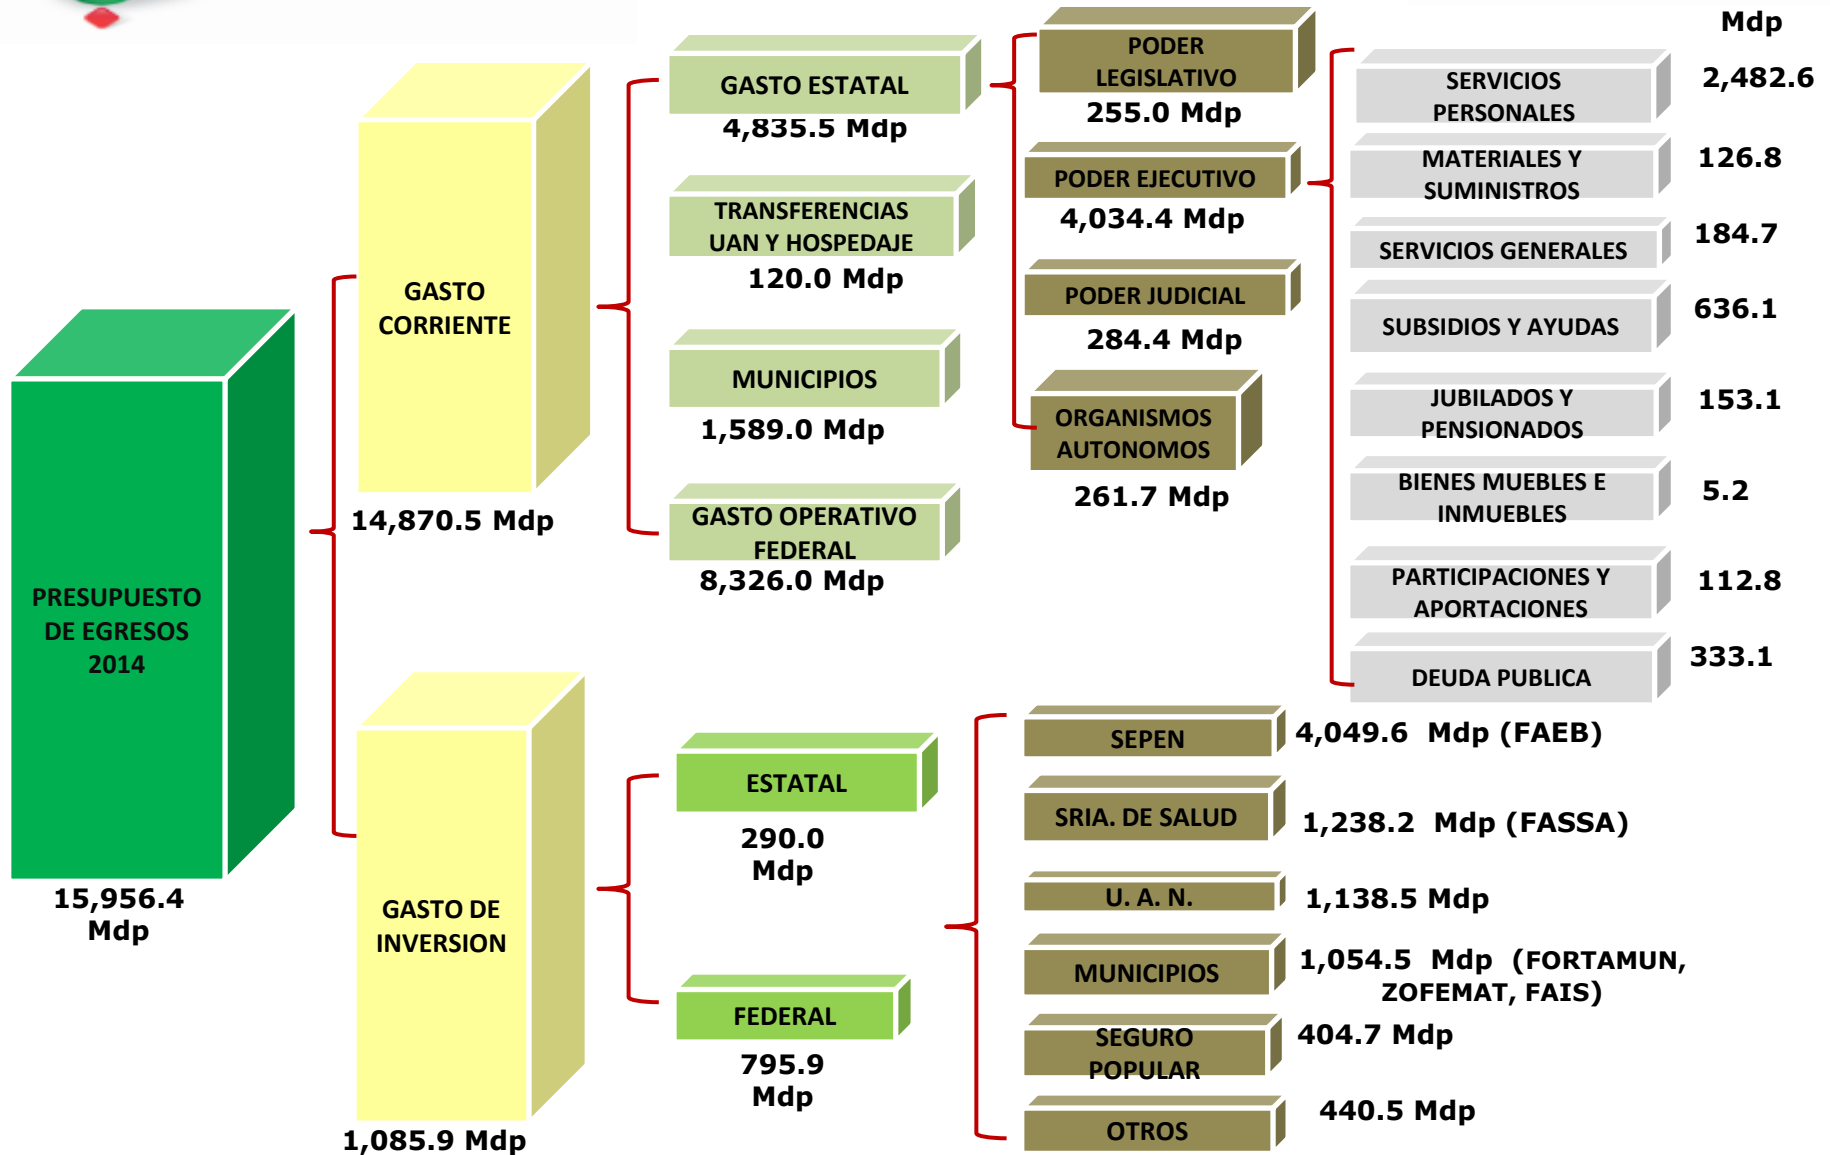 PRESUPUESTO
DE EGRESOS
2014
15,956.4
Mdp
GASTO
CORRIENTE
14,870.5 Mdp
GASTO DE
INVERSION
1,085.9 Mdp
GASTO ESTATAL
4,835.5 Mdp
TRANSFERENCIAS
UAN Y HOSPEDAJE
120.0 Mdp
MUNICIPIOS
1,589.0 Mdp
GASTO OPERATIVO
FEDERAL
8,326.0 Mdp
ESTATAL
290.0
Mdp
FEDERAL
795.9
Mdp
PODER
LEGISLATIVO
255.0 Mdp
PODER EJECUTIVO
4,034.4 Mdp
PODER JUDICIAL
284.4 Mdp
ORGANISMOS
AUTONOMOS
261.7 Mdp
Mdp
SERVICIOS
PERSONALES
2,482.6
MATERIALES Y
SUMINISTROS
126.8
SERVICIOS GENERALES
184.7
SUBSIDIOS Y AYUDAS
636.1
JUBILADOS Y
PENSIONADOS
153.1
BIENES MUEBLES E
INMUEBLES
5.2
PARTICIPACIONES Y
APORTACIONES
112.8
DEUDA PUBLICA
333.1
SEPEN
4,049.6 Mdp (FAEB)
SRIA. DE SALUD
1,238.2 Mdp (FASSA)
U. A. N.
1,138.5 Mdp
MUNICIPIOS
1,054.5 Mdp (FORTAMUN,
ZOFEMAT, FAIS)
SEGURO
POPULAR
404.7 Mdp
OTROS
440.5 Mdp